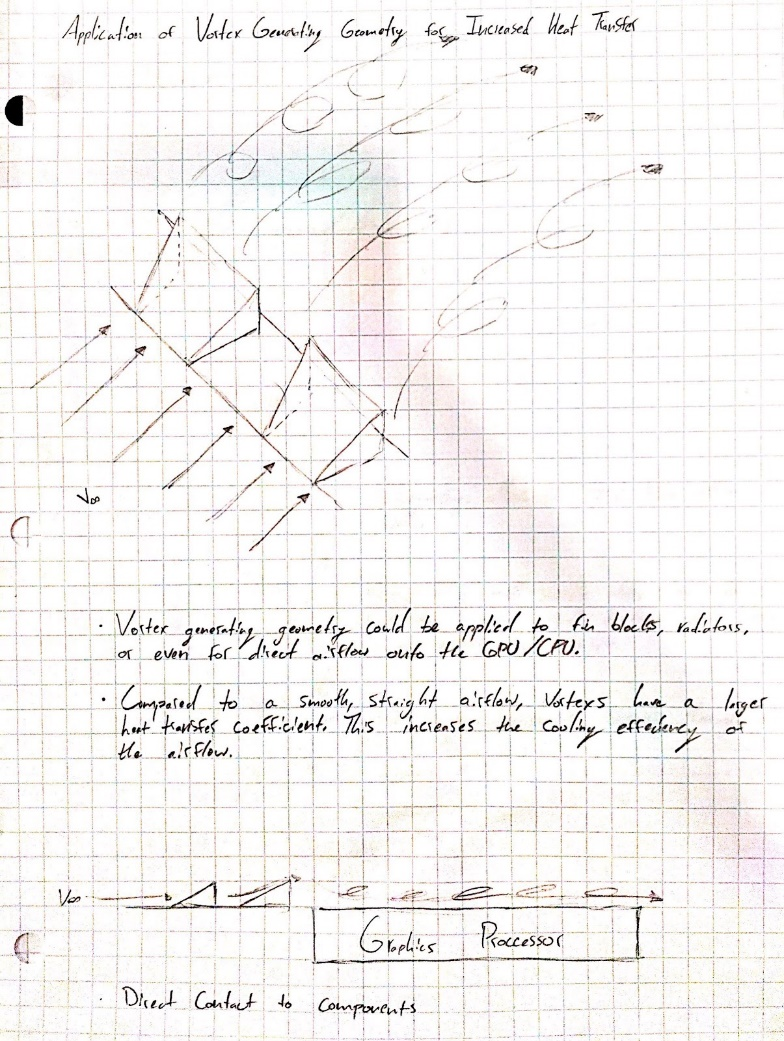 Application of Vortex Generating Geometry for Increased Heat Transfer
V∞
· Vortex generating geometry could be applied to fin blocks, radiators,
or even for direct airflow onto the GPU/CPU.
· Compared to a smooth, straight airflow, Vortexs have a larger
heat transfer coefficient. This increases the cooling effeciency of
the airflow.
V∞
Graphics Proccessor
· Direct Contact to components